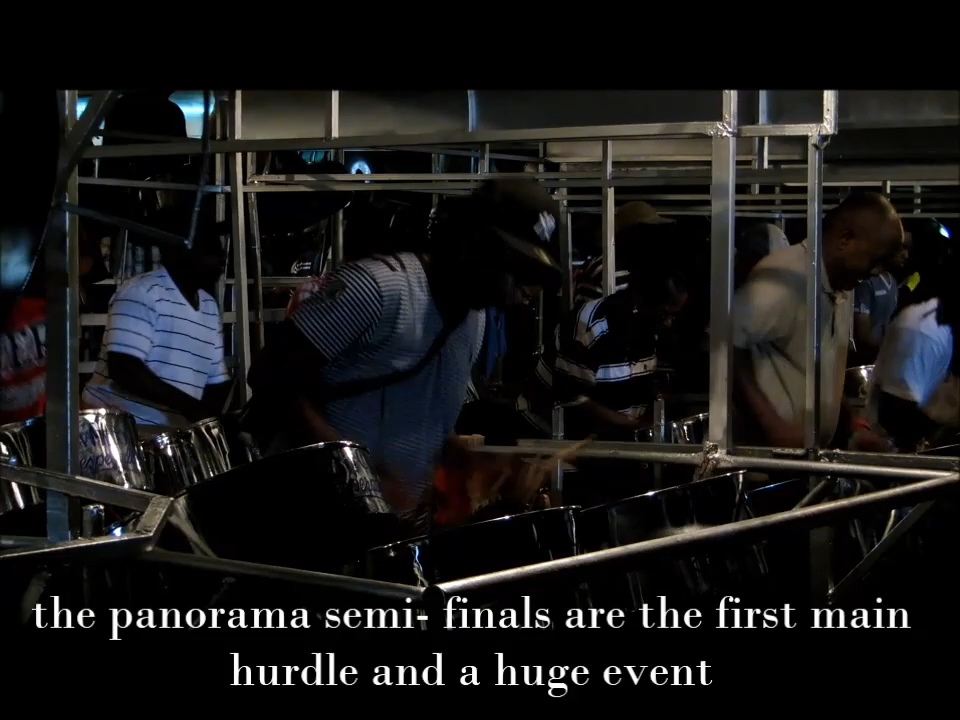 the panorama semi- finals are the first main
hurdle and a huge event